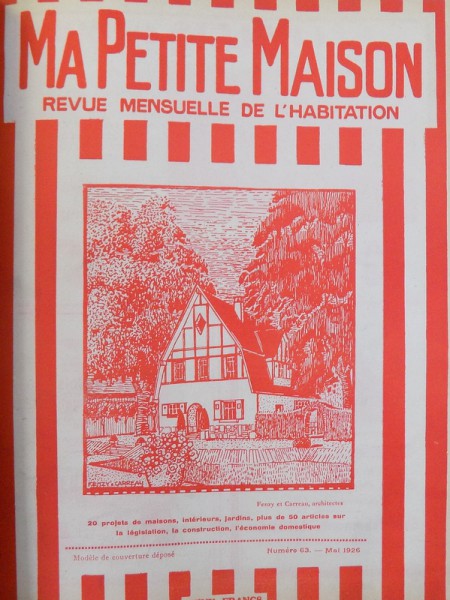 MA PETITE MAISON
REVUE MENSUELLE DE L'HABITATION
Feury et Carreau, architectes
20 projets de maisons, intérieurs, jardins, plus de 50 articles sur
la législation, la construction, l'économie domestique
Modèle de couverture déposé
Numéro 63. — Mai 1926
FRANCS